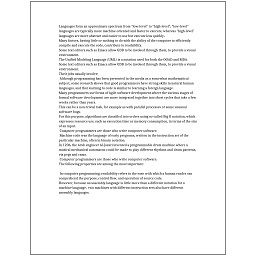 Languages form an approximate spectrum from "low-level" to "high-level"; "low-level"
languages are typically more machine-oriented and faster to execute, whereas "high-level"
languages are more abstract and easier to use but execute less quickly.
Many factors, having little or nothing to do with the ability of the computer to efficiently
compile and execute the code, contribute to readability.
Some text editors such as Emacs allow GDB to be invoked through them, to provide a visual
environment.
The Unified Modeling Language (UML) is a notation used for both the OOAD and MDA.
Some text editors such as Emacs allow GDB to be invoked through them, to provide a visual
environment.
Their jobs usually involve:
Although programming has been presented in the media as a somewhat mathematical
subject, some research shows that good programmers have strong skills in natural human
languages, and that learning to code is similar to learning a foreign language.
Many programmers use forms of Agile software development where the various stages of
formal software development are more integrated together into short cycles that take a few
weeks rather than years.
This can be a non-trivial task, for example as with parallel processes or some unusual
software bugs.
For this purpose, algorithms are classified into orders using so-called Big O notation, which
expresses resource use, such as execution time or memory consumption, in terms of the size
of an input.
Computer programmers are those who write computer software.
Machine code was the language of early programs, written in the instruction set of the
particular machine, often in binary notation.
In 1206, the Arab engineer Al-Jazari invented a programmable drum machine where a
musical mechanical automaton could be made to play different rhythms and drum patterns,
via pegs and cams.
Computer programmers are those who write computer software.
The following properties are among the most important:

In computer programming, readability refers to the ease with which a human reader can
comprehend the purpose, control flow, and operation of source code.
However, because an assembly language is little more than a different notation for a
machine language, two machines with different instruction sets also have different
assembly languages.